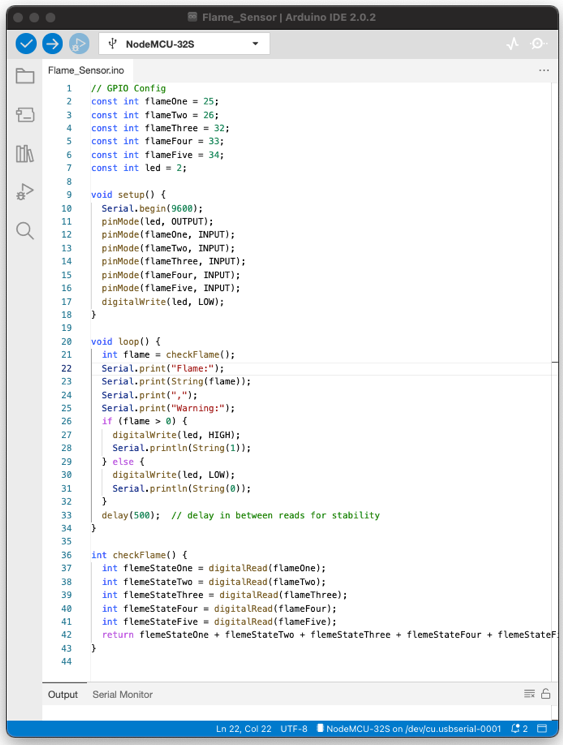 Flame_Sensor | Arduino IDE 2.0.2
NodeMCU-32S
Flame_Sensor.ino
1 // GPIO Config
2 const int flameOne = 25;
3 const int flameTwo = 26;
4 const int flameThree = 32;
5 const int flameFour = 33;
6 const int flameFive = 34;
7 const int led = 2;
8
9 void setup() {
10 Serial.begin(9600);
11 pinMode(led, OUTPUT);
12 pinMode(flameOne, INPUT);
13 pinMode(flameTwo, INPUT);
14 pinMode(flameThree, INPUT);
15 pinMode(flameFour, INPUT);
16 pinMode(flameFive, INPUT);
17 digitalWrite(led, LOW);
18 }
19
20 void loop() {
21 int flame = checkFlame();
22 Serial.print("Flame:");
23 Serial.print(String(flame));
24 Serial.print(",");
25 Serial.print("Warning:");
26 if (flame > 0) {
27 digitalWrite(led, HIGH);
28 Serial.println(String(1));
29 } else {
30 digitalWrite(led, LOW);
31 Serial.println(String(0));
32 }
33 delay(500); // delay in between reads for stability
34 }
35
36 int checkFlame() {
37 int flemeStateOne = digitalRead(flameOne);
38 int flemeStateTwo = digitalRead(flameTwo);
39 int flemeStateThree = digitalRead(flameThree);
40 int flemeStateFour = digitalRead(flameFour);
41 int flemeStateFive = digitalRead(flameFive);
42 return flemeStateOne + flemeStateTwo + flemeStateThree + flemeStateFour + flemeStateF
43 }
44
Output Serial Monitor
Ln 22, Col 22 UTF-8 NodeMCU-32S on /dev/cu.usbserial-0001 2